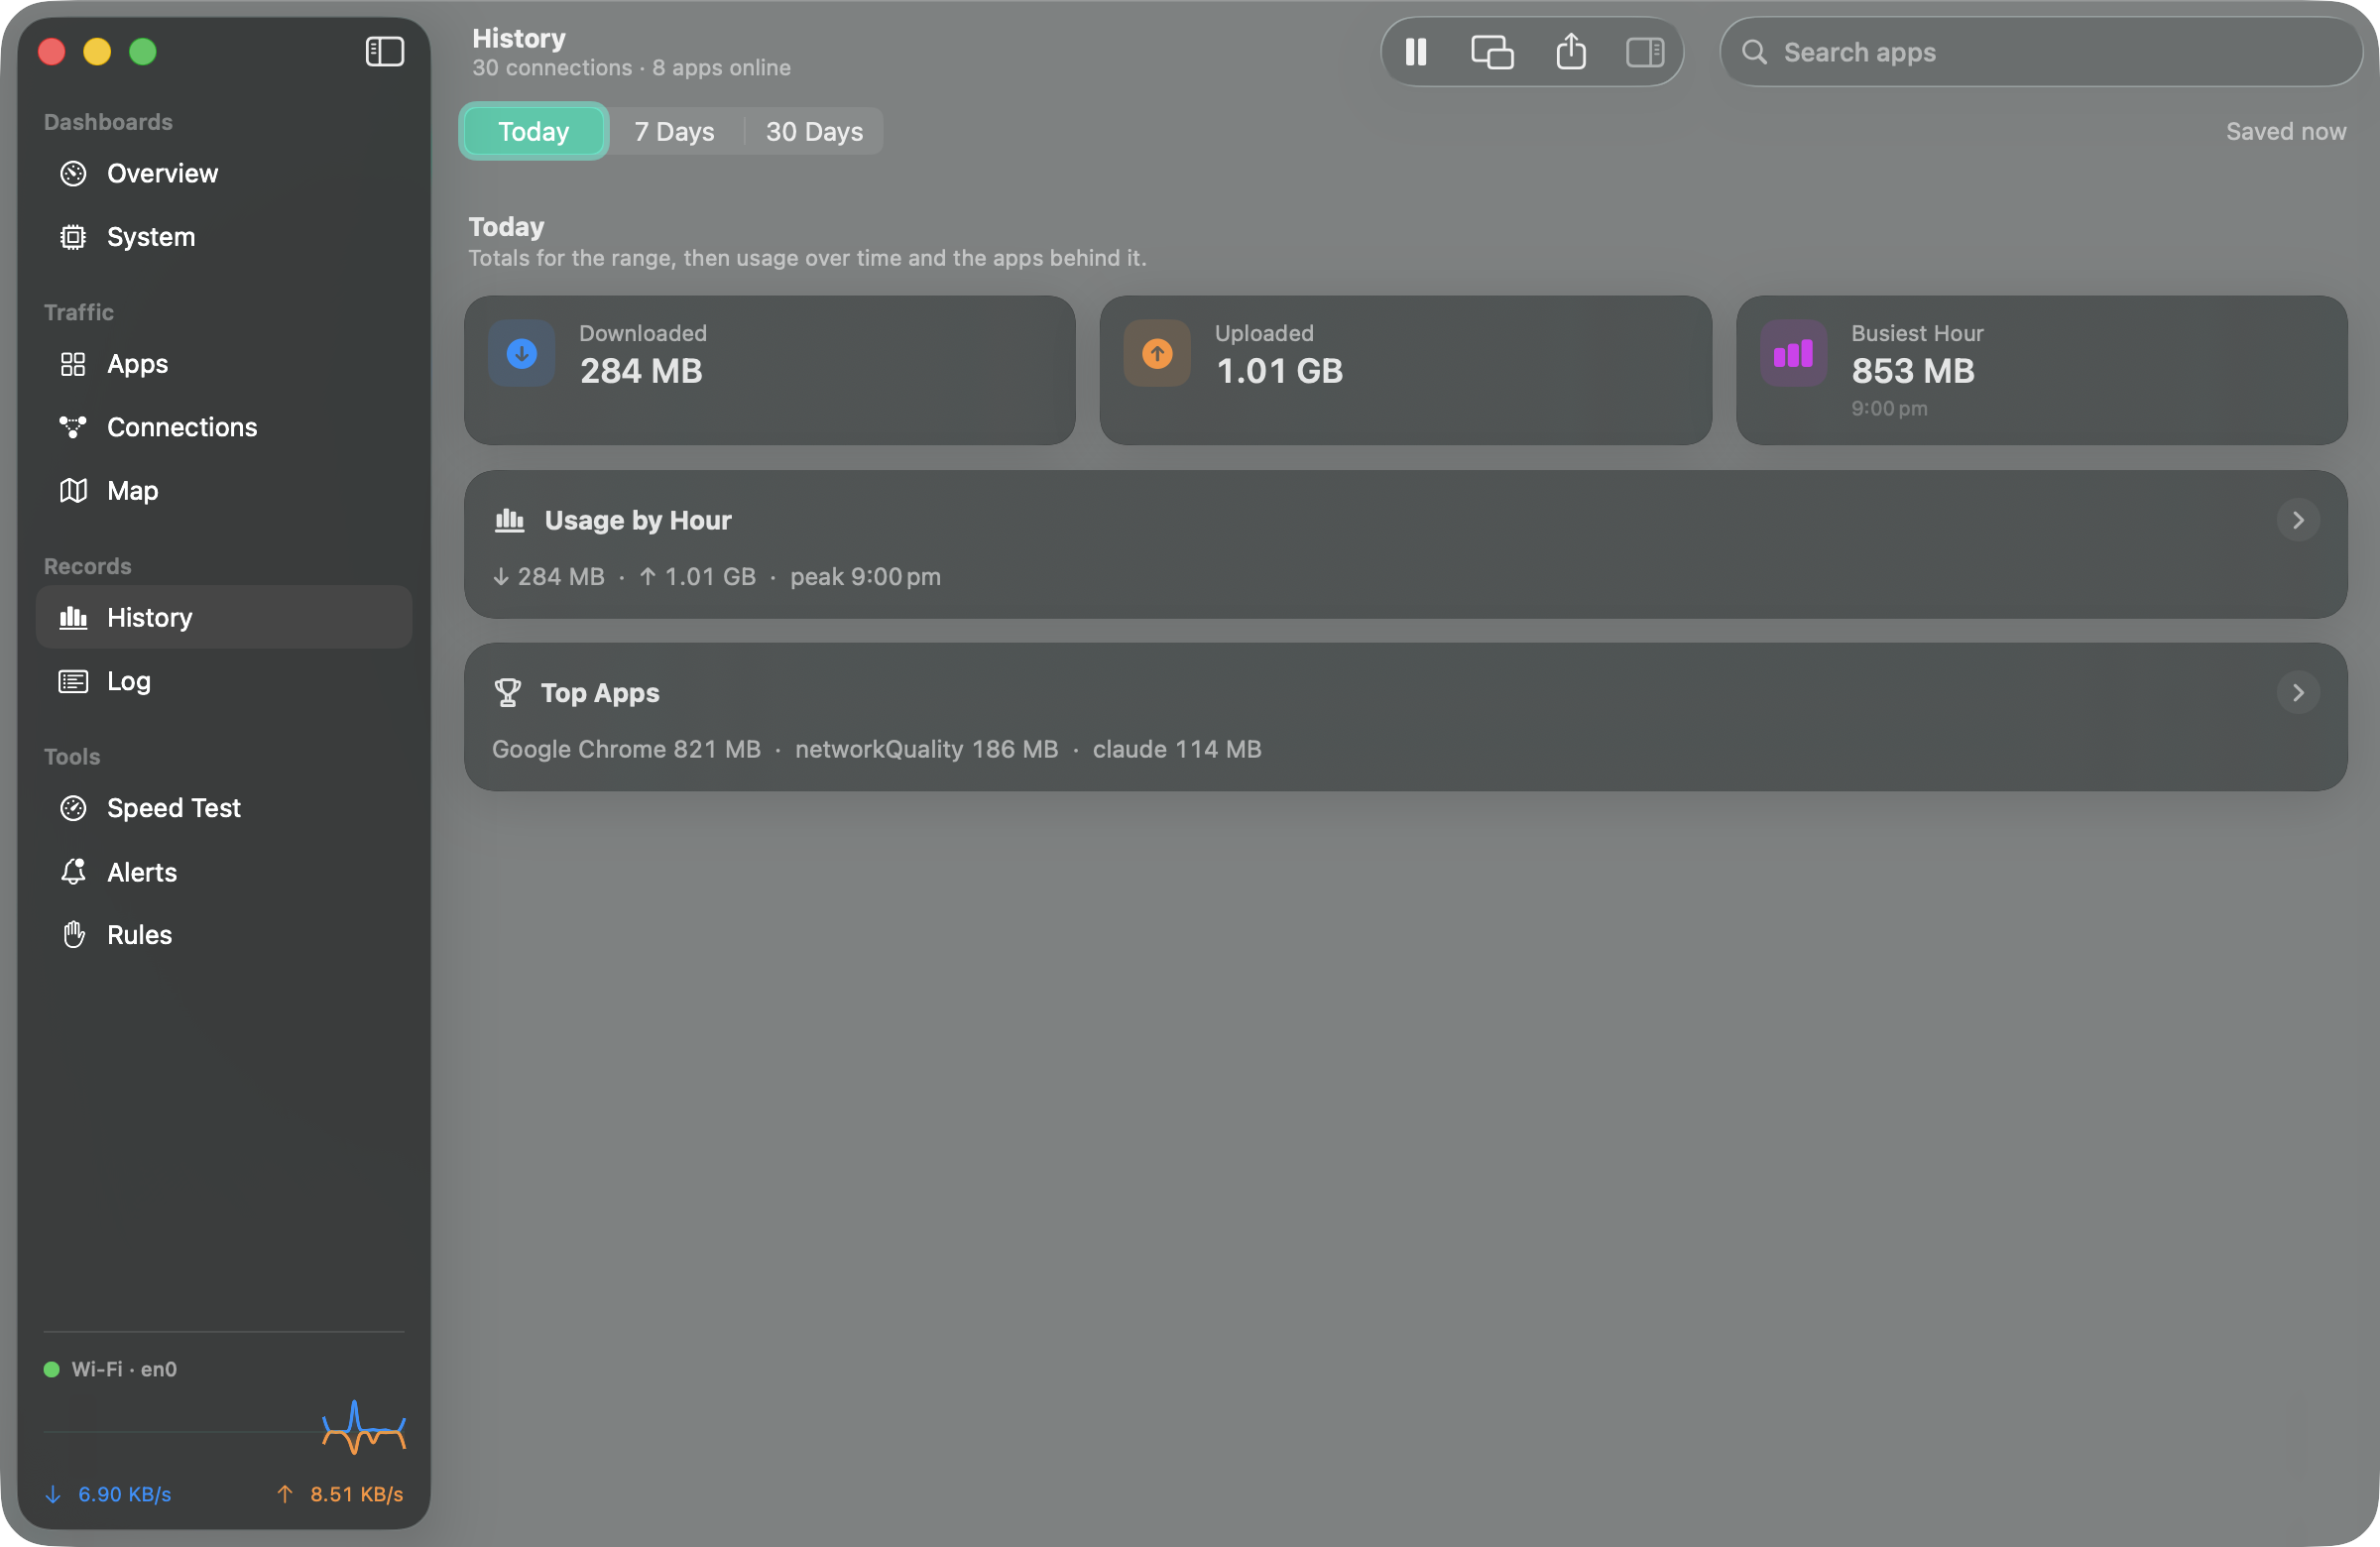 Dashboards
Overview
System
Traffic
Apps
Connections
Map
Records
History
Log
Tools
Speed Test
Alerts
Rules
Wi-Fi · en0
↓ 6.90 KB/s ↑ 8.51 KB/s
History
30 connections · 8 apps online
Search apps
Today 7 Days 30 Days
Saved now
Today
Totals for the range, then usage over time and the apps behind it.
Downloaded
284 MB
Uploaded
1.01 GB
Busiest Hour
853 MB
9:00 pm
Usage by Hour
↓ 284 MB · ↑ 1.01 GB · peak 9:00 pm
Top Apps
Google Chrome 821 MB · networkQuality 186 MB · claude 114 MB